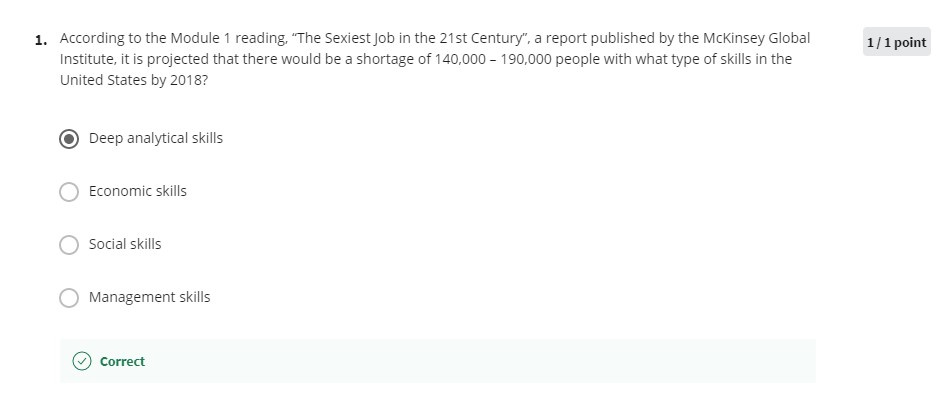 1. According to the Module 1 reading, “The Sexiest Job in the 21st Century”, a report published by the McKinsey Global
1 / 1 point
Institute, it is projected that there would be a shortage of 140,000 – 190,000 people with what type of skills in the
United States by 2018?
Deep analytical skills
Economic skills
Social skills
Management skills
Correct